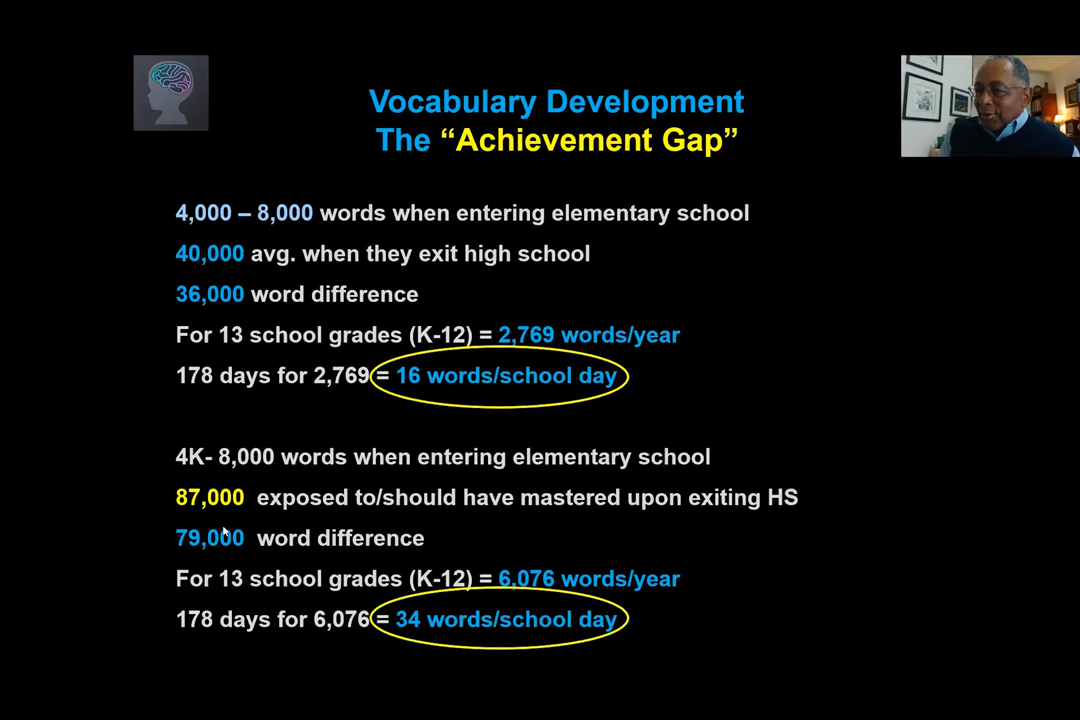 Vocabulary Development
The “Achievement Gap”
4,000 – 8,000 words when entering elementary school
40,000 avg. when they exit high school
36,000 word difference
For 13 school grades (K-12) = 2,769 words/year
178 days for 2,769 = 16 words/school day
4K- 8,000 words when entering elementary school
87,000 exposed to/should have mastered upon exiting HS
79,000 word difference
For 13 school grades (K-12) = 6,076 words/year
178 days for 6,076 = 34 words/school day